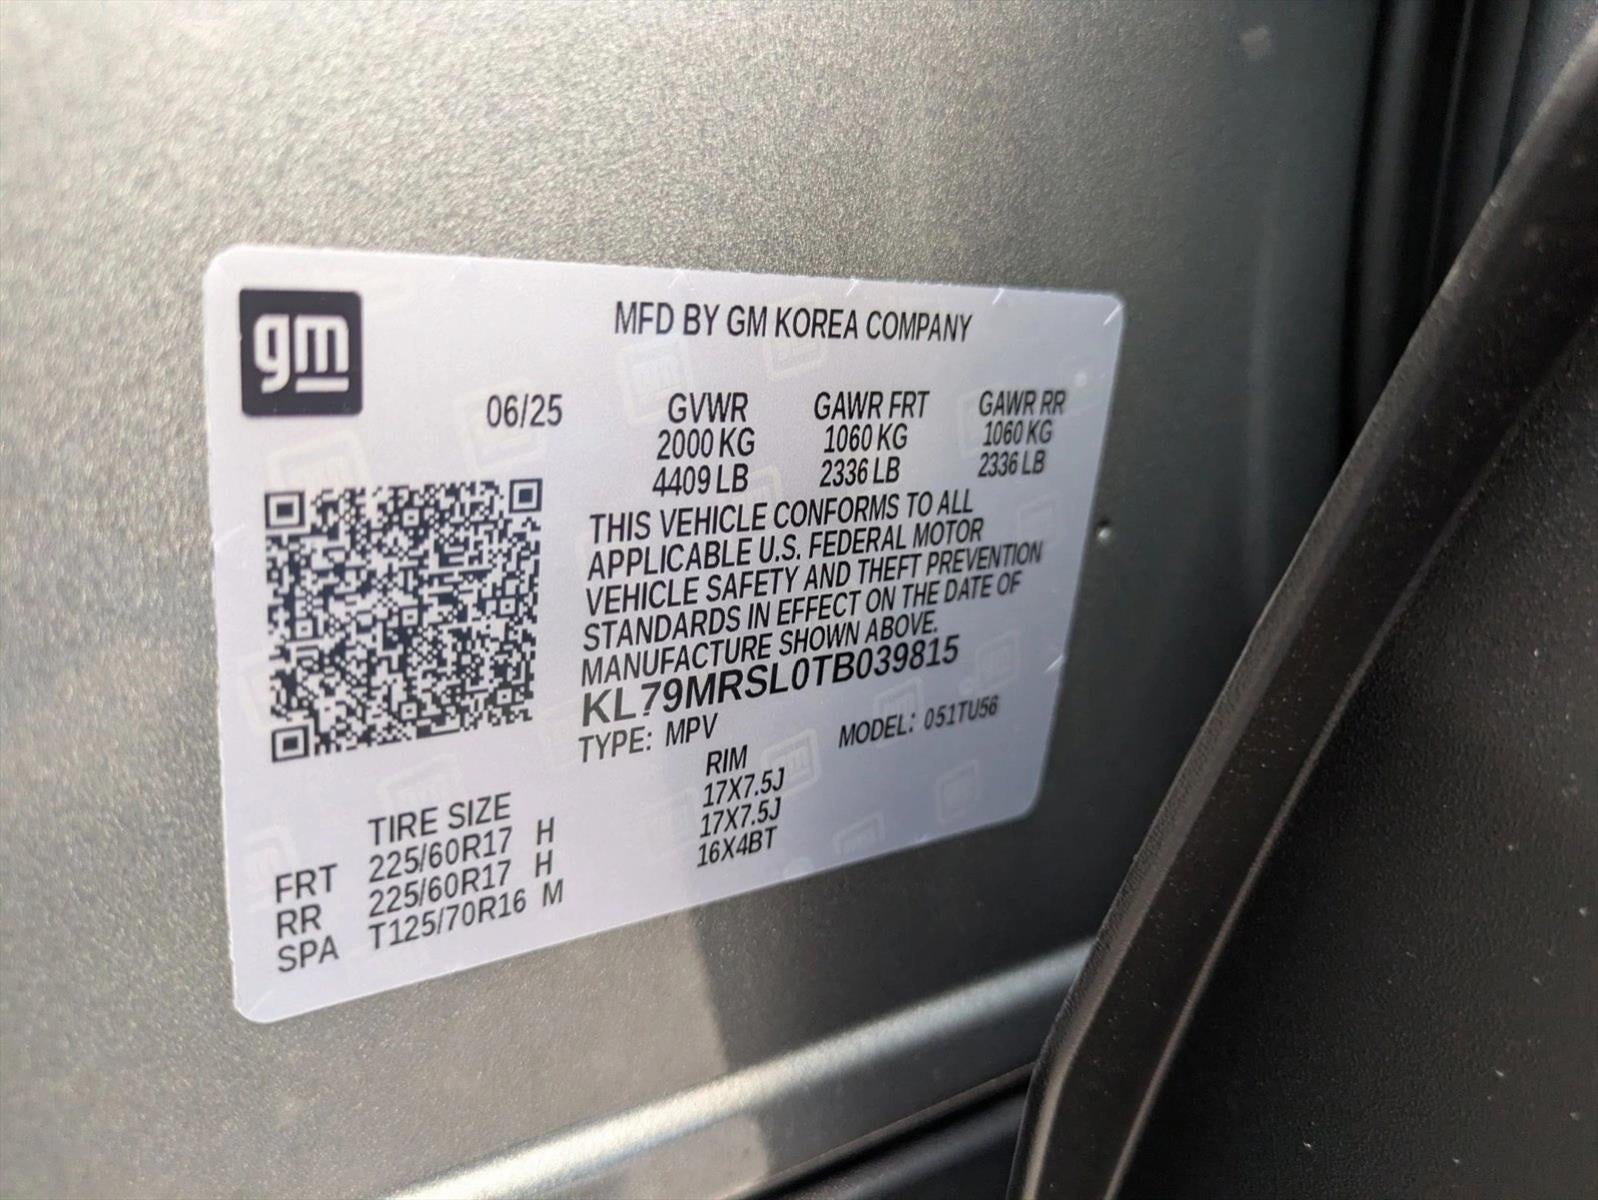 gm
MFD BY GM KOREA COMPANY
06/25 GVWR GAWR FRT GAWR RR
2000 KG 1060 KG 1060 KG
4409 LB 2336 LB 2336 LB
THIS VEHICLE CONFORMS TO ALL
APPLICABLE U.S. FEDERAL MOTOR
VEHICLE SAFETY AND THEFT PREVENTION
STANDARDS IN EFFECT ON THE DATE OF
MANUFACTURE SHOWN ABOVE.
KL79MRSL0TB039815
TYPE: MPV MODEL: 051TU56
TIRE SIZE RIM
FRT 225/60R17 H 17X7.5J
RR 225/60R17 H 17X7.5J
SPA T125/70R16 M 16X4BT